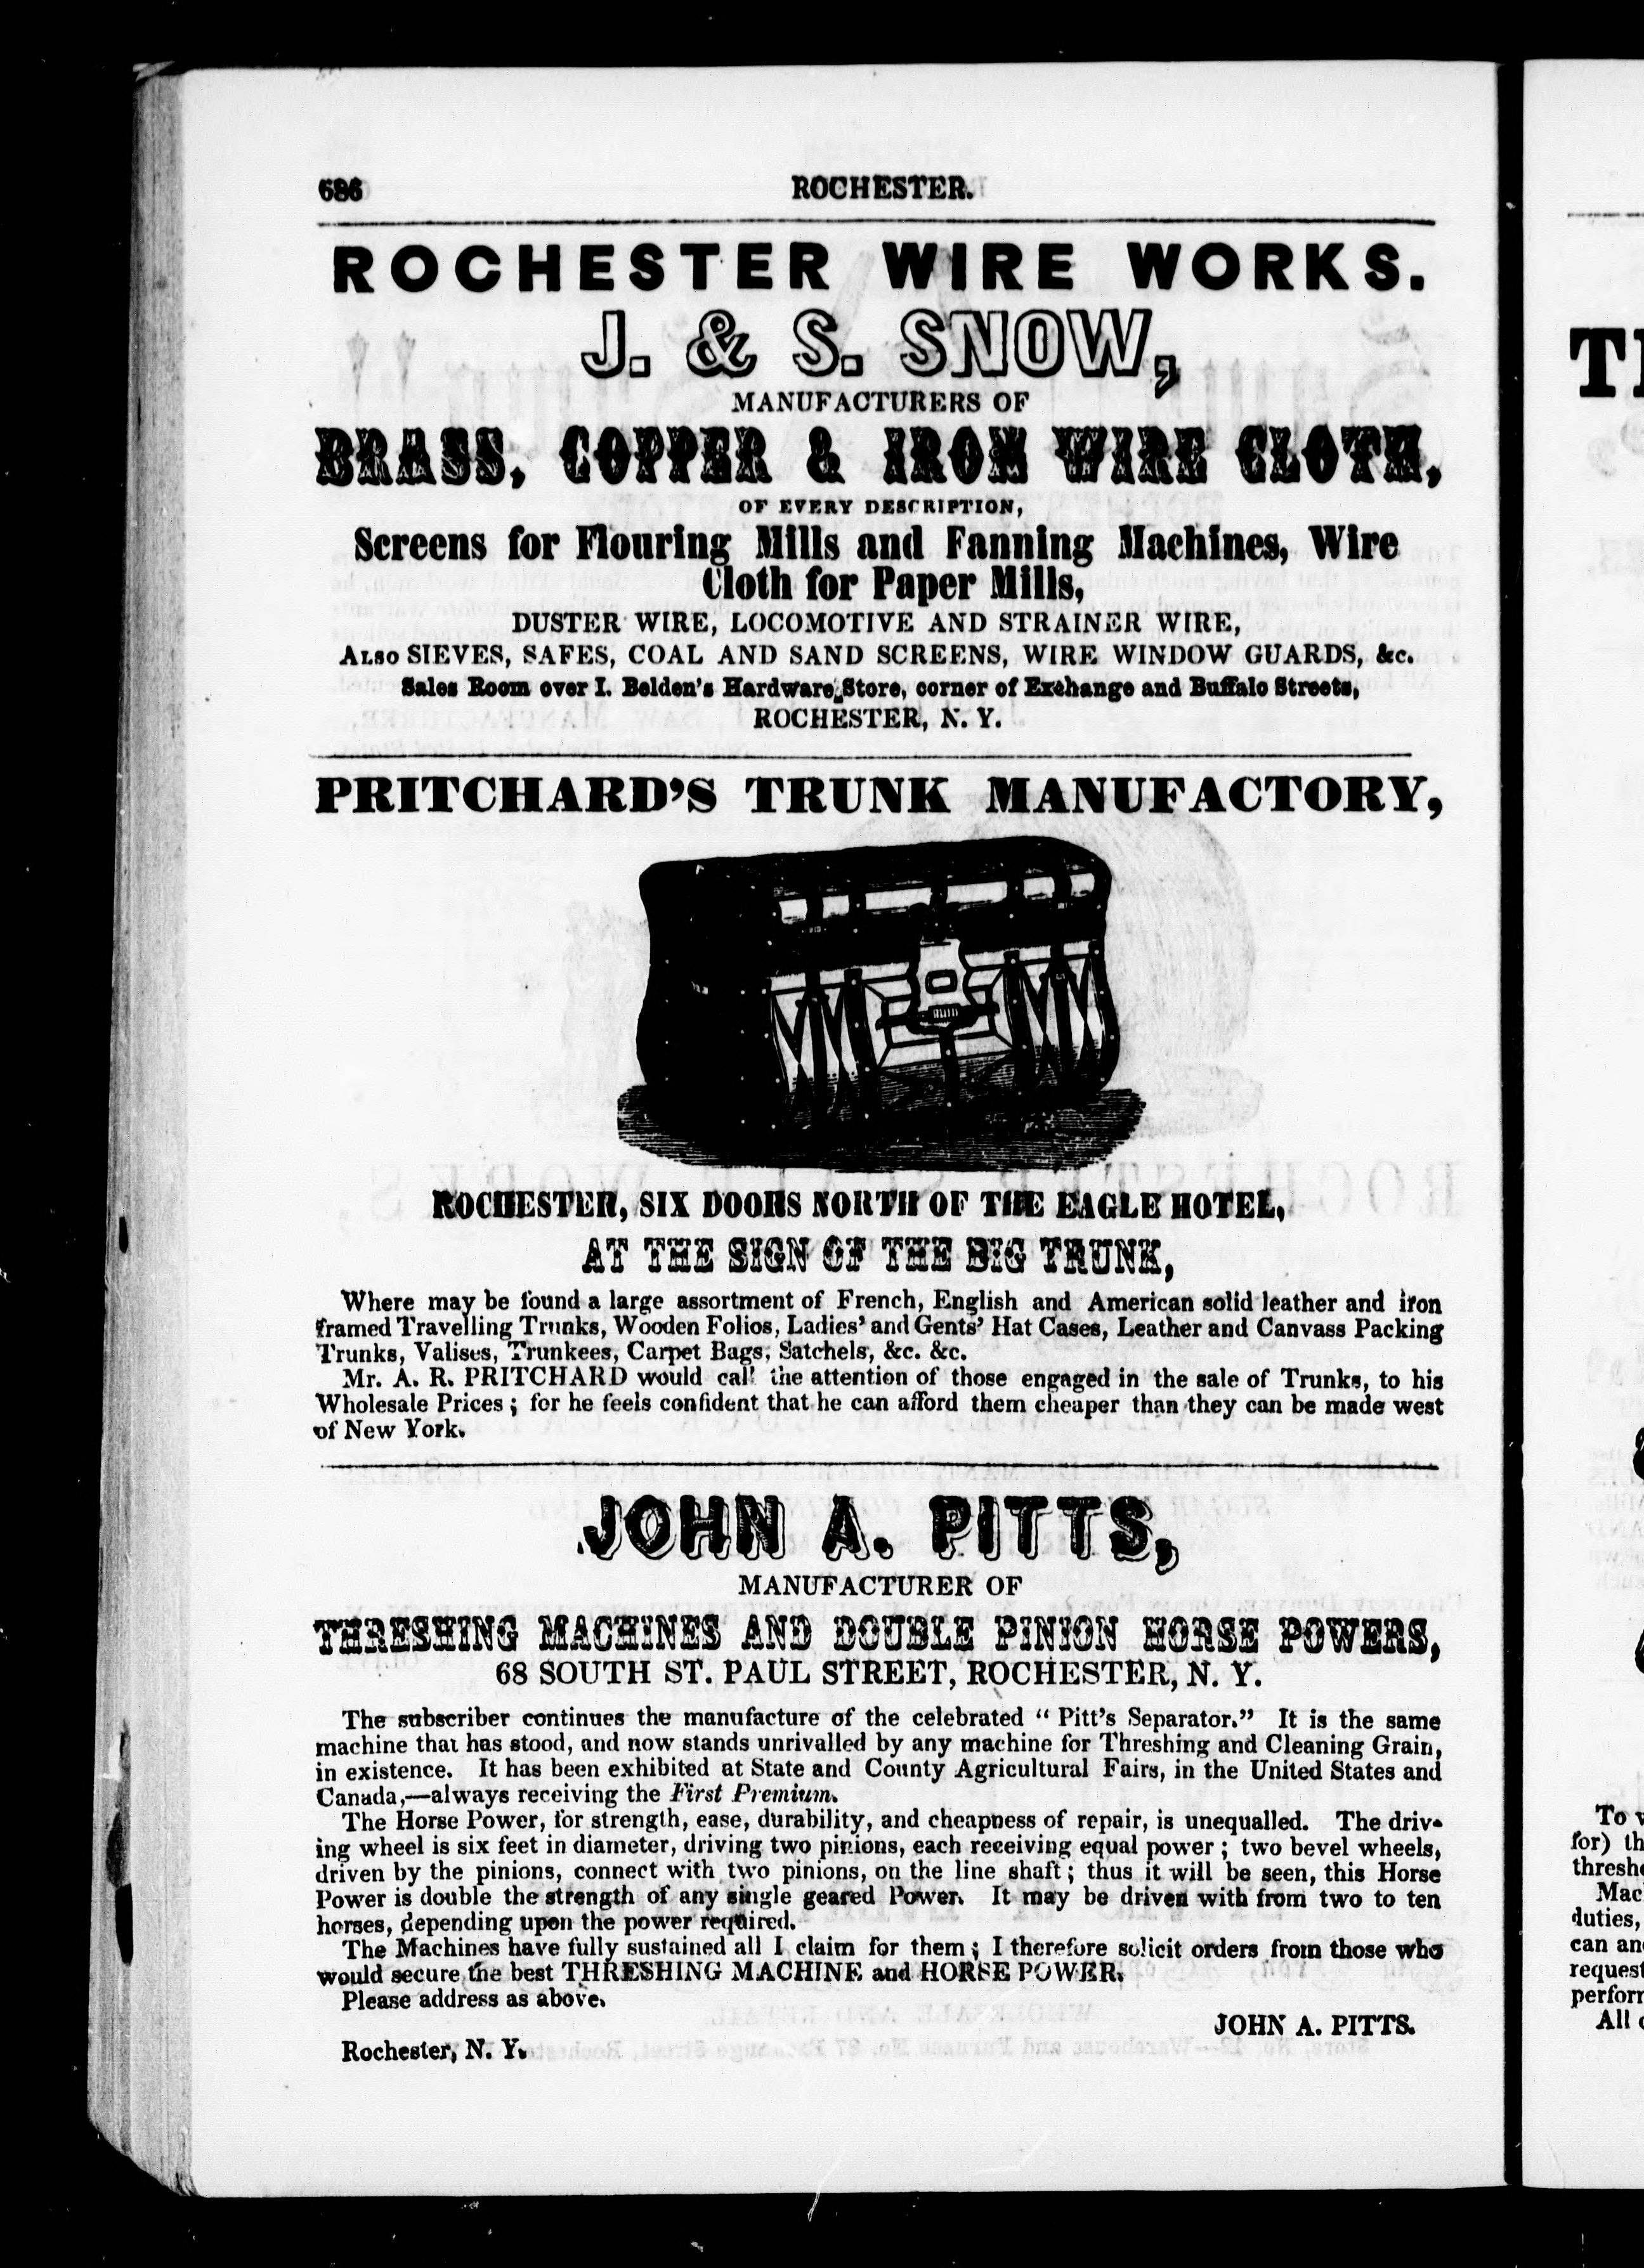 686 ROCHESTER.
ROCHESTER WIRE WORKS.
J. & S. SNOW,
MANUFACTURERS OF
BRASS, COPPER & IRON WIRE CLOTH,
OF EVERY DESCRIPTION,
Screens for Flouring Mills and Fanning Machines, Wire
Cloth for Paper Mills,
DUSTER WIRE, LOCOMOTIVE AND STRAINER WIRE,
ALSO SIEVES, SAFES, COAL AND SAND SCREENS, WIRE WINDOW GUARDS, &c.
Sales Room over I. Belden's Hardware Store, corner of Exchange and Buffalo Streets,
ROCHESTER, N. Y.
PRITCHARD'S TRUNK MANUFACTORY,
ROCHESTER, SIX DOORS NORTH OF THE EAGLE HOTEL,
AT THE SIGN OF THE BIG TRUNK,
Where may be found a large assortment of French, English and American solid leather and iron
framed Travelling Trunks, Wooden Folios, Ladies' and Gents' Hat Cases, Leather and Canvass Packing
Trunks, Valises, Trunkees, Carpet Bags, Satchels, &c. &c.
Mr. A. R. PRITCHARD would call the attention of those engaged in the sale of Trunks, to his
Wholesale Prices; for he feels confident that he can afford them cheaper than they can be made west
of New York.
JOHN A. PITTS,
MANUFACTURER OF
THRESHING MACHINES AND DOUBLE PINION HORSE POWERS,
68 SOUTH ST. PAUL STREET, ROCHESTER, N. Y.
The subscriber continues the manufacture of the celebrated "Pitt's Separator." It is the same
machine that has stood, and now stands unrivalled by any machine for Threshing and Cleaning Grain,
in existence. It has been exhibited at State and County Agricultural Fairs, in the United States and
Canada,—always receiving the First Premium.
The Horse Power, for strength, ease, durability, and cheapness of repair, is unequalled. The driv-
ing wheel is six feet in diameter, driving two pinions, each receiving equal power; two bevel wheels,
driven by the pinions, connect with two pinions, on the line shaft; thus it will be seen, this Horse
Power is double the strength of any single geared Power. It may be driven with from two to ten
horses, depending upon the power required.
The Machines have fully sustained all I claim for them; I therefore solicit orders from those who
would secure the best THRESHING MACHINE and HORSE POWER.
Please address as above.
JOHN A. PITTS.
Rochester, N. Y.
To
for) th
thresh
Mac
duties,
can an
request
perfor
All